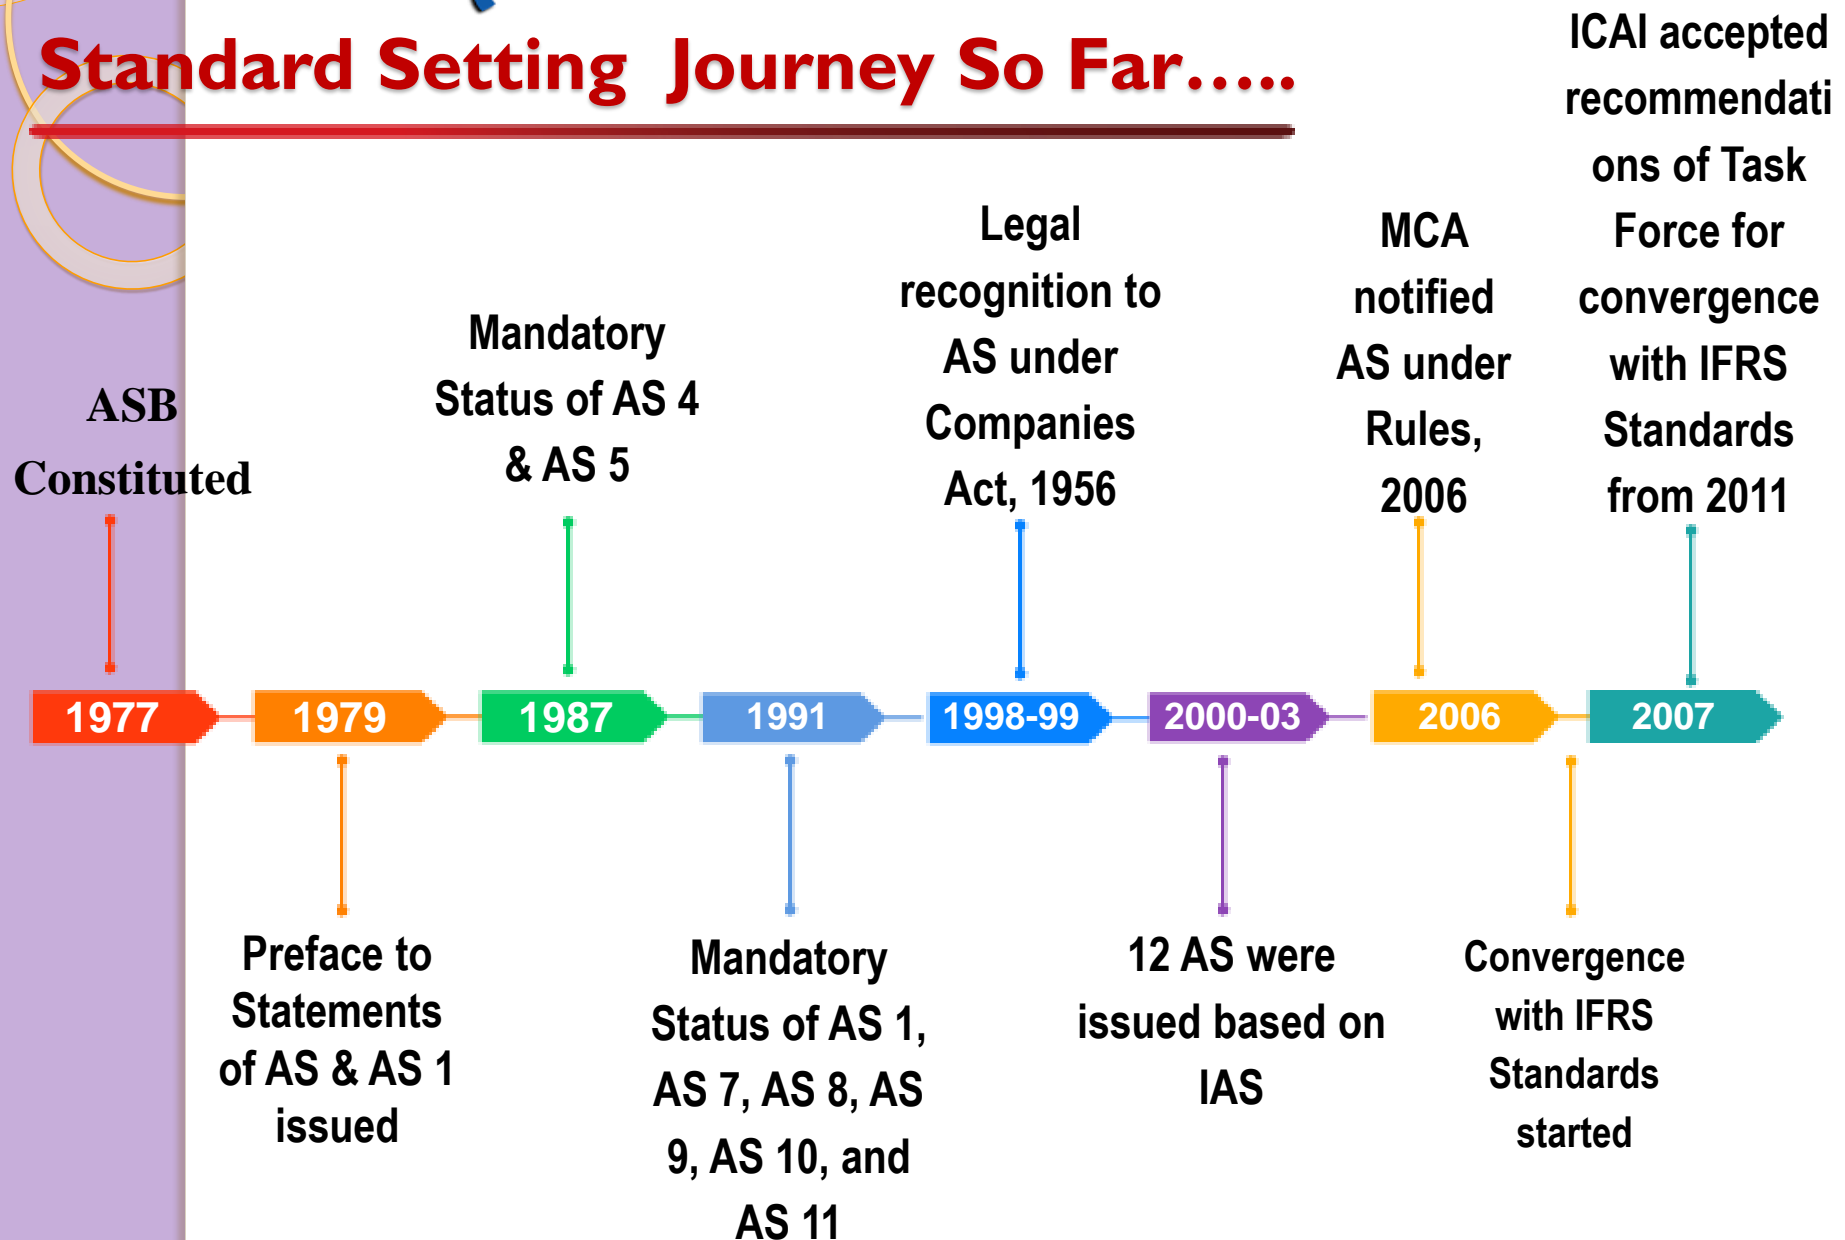 Standard Setting Journey So Far.....
ICAI accepted
recommendati
ons of Task
Force for
convergence
with IFRS
Standards
from 2011
MCA
notified
AS under
Rules,
2006
Legal
recognition to
AS under
Companies
Act, 1956
Mandatory
Status of AS 4
& AS 5
ASB
Constituted
1977
1979
1987
1991
1998-99
2000-03
2006
2007
Preface to
Statements
of AS & AS 1
issued
Mandatory
Status of AS 1,
AS 7, AS 8, AS
9, AS 10, and
AS 11
12 AS were
issued based on
IAS
Convergence
with IFRS
Standards
started